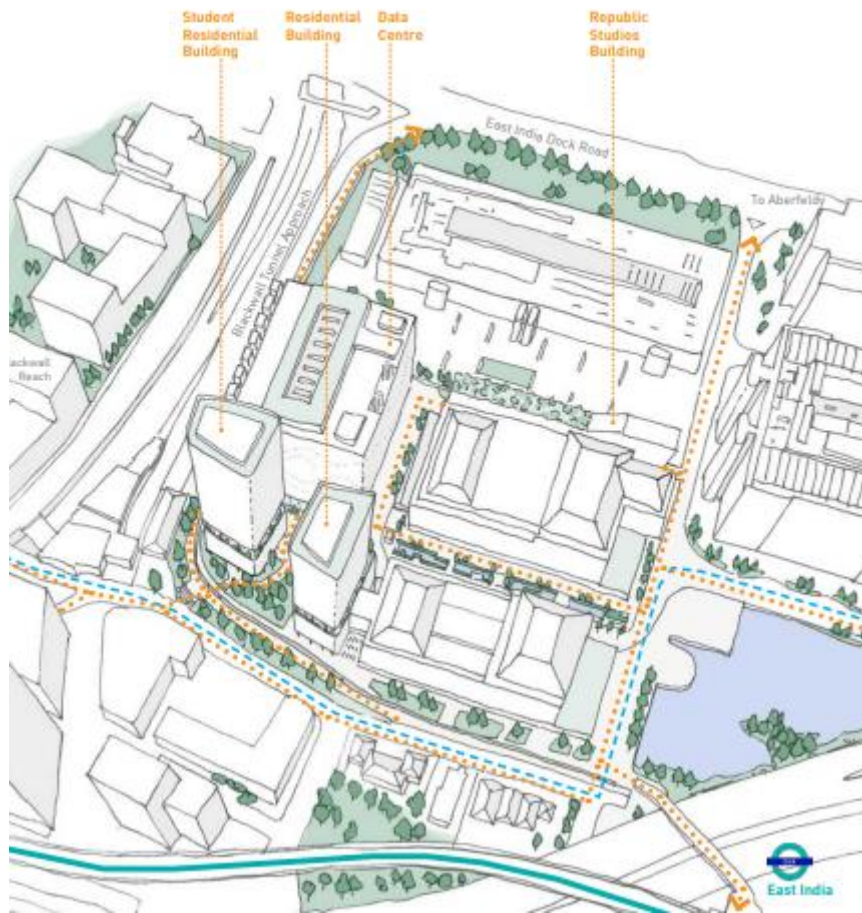 Student
Residential
Building
Residential
Building
Data
Centre
Republic
Studios
Building
East India Dock Road
To Aberfeldy
Blackwall Tunnel Approach
Reach
East India